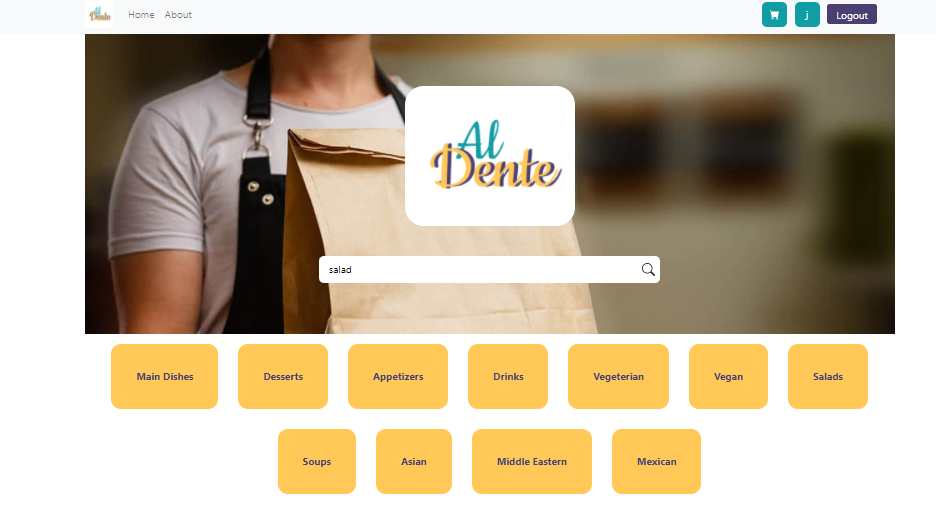 Al
Dente
Home About
j
Logout
Al
Dente
salad
Main Dishes Desserts Appetizers Drinks Vegeterian Vegan Salads
Soups Asian Middle Eastern Mexican